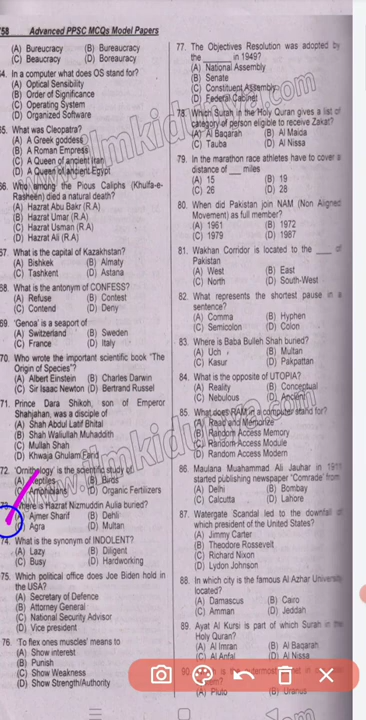 758 Advanced PPSC MCQs Model Papers
(A) Bureucracy (B) Bureaucracy
(C) Beaucracy (D) Boreaucracy
64. In a computer what does OS stand for?
(A) Optical Sensibility
(B) Order of Significance
(C) Operating System
(D) Organized Software
65. What was Cleopatra?
(A) A Greek goddess
(B) A Roman Empress
(C) A Queen of ancient Iran
(D) A Queen of ancient Egypt
66. Who among the Pious Caliphs (Khulfa-e-
Rasheen) died a natural death?
(A) Hazrat Abu Bakr (R.A)
(B) Hazrat Umar (R.A)
(C) Hazrat Usman (R.A)
(D) Hazrat Ali (R.A)
67. What is the capital of Kazakhstan?
(A) Bishkek (B) Almaty
(C) Tashkent (D) Astana
68. What is the antonym of CONFESS?
(A) Refuse (B) Contest
(C) Contend (D) Deny
69. 'Genoa' is a seaport of
(A) Switzerland (B) Sweden
(C) France (D) Italy
70. Who wrote the important scientific book "The
Origin of Species"?
(A) Albert Einstein (B) Charles Darwin
(C) Sir Isaac Newton (D) Bertrand Russel
71. Prince Dara Shikoh, son of Emperor
Shahjahan, was a disciple of
(A) Shah Abdul Latif Bhital
(B) Shah Waliullah Muhaddith
(C) Mullah Shah
(D) Khwaja Ghulam Farid
72. 'Ornithology' is the scientific study of
(A) Reptiles (B) Birds
(C) Amphibians (D) Organic Fertilizers
73. Where is Hazrat Nizmuddin Aulia buried?
(A) Ajmer Sharif (B) Dehli
(C) Agra (D) Multan
74. What is the synonym of INDOLENT?
(A) Lazy (B) Diligent
(C) Busy (D) Hardworking
75. Which political office does Joe Biden hold in
the USA?
(A) Secretary of Defence
(B) Attorney General
(C) National Security Advisor
(D) Vice president
76. 'To flex ones muscles' means to
(A) Show interest
(B) Punish
(C) Show Weakness
(D) Show Strength/Authority
77. The Objectives Resolution was adopted by
the ____ in 1949?
(A) National Assembly
(B) Senate
(C) Constituent Assembly
(D) Federal Cabinet
78. Which Surah in the Holy Quran gives a list of
category of person eligible to receive Zakat?
(A) Al Baqarah (B) Al Maida
(C) Tauba (D) Al Nissa
79. In the marathon race athletes have to cover a
distance of ___ miles
(A) 15 (B) 19
(C) 26 (D) 28
80. When did Pakistan join NAM (Non Aligned
Movement) as full member?
(A) 1961 (B) 1972
(C) 1979 (D) 1987
81. Wakhan Corridor is located to the ____ of
Pakistan
(A) West (B) East
(C) North (D) South-West
82. What represents the shortest pause in a
sentence?
(A) Comma (B) Hyphen
(C) Semicolon (D) Colon
83. Where is Baba Bulleh Shah buried?
(A) Uch (B) Multan
(C) Kasur (D) Pakpattan
84. What is the opposite of UTOPIA?
(A) Reality (B) Conceptual
(C) Nebulous (D) Ancient
85. What does RAM in a computer stand for?
(A) Read and Memorize
(B) Random Access Memory
(C) Random Access Module
(D) Random Access Modern
86. Maulana Muahammad Ali Jauhar in 1911
started publishing newspaper "Comrade" from
(A) Delhi (B) Bombay
(C) Calcutta (D) Lahore
87. Watergate Scandal led to the downfall of
which president of the United States?
(A) Jimmy Carter
(B) Theodore Rossevelt
(C) Richard Nixon
(D) Lydon Johnson
88. In which city is the famous Al Azhar University
located?
(A) Damascus (B) Cairo
(C) Amman (D) Jeddah
89. Ayat Al Kursi is part of which Surah in the
Holy Quran?
(A) Al Imran (B) Al Baqarah
(C) Al Anfal (D) Al Nissa
90.
(A) Pluto (B) Uranus